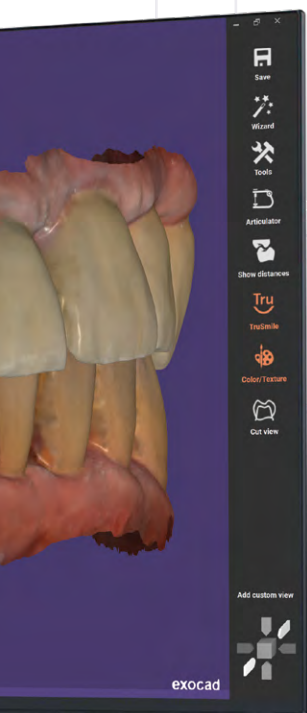 Save
Wizard
Tools
Articulator
Show distances
Tru
TruSmile
Color/Texture
Cut view
Add custom view
exocad